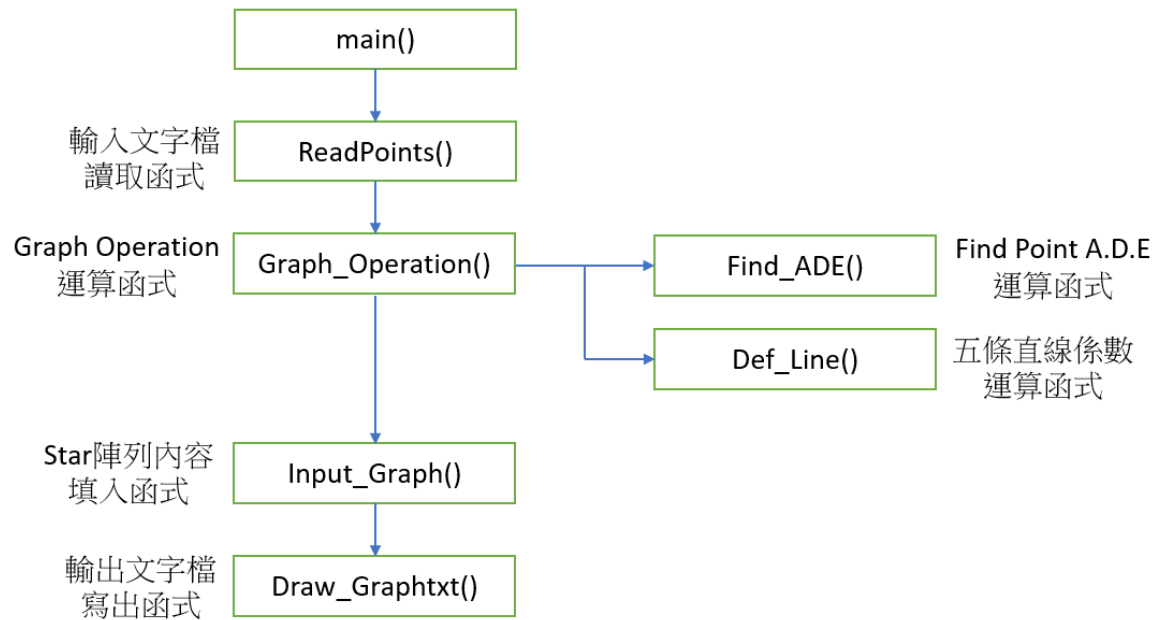 main()
輸入文字檔
讀取函式
ReadPoints()
Graph Operation
運算函式
Graph_Operation()
Find_ADE()
Find Point A.D.E
運算函式
Def_Line()
五條直線係數
運算函式
Star陣列內容
填入函式
Input_Graph()
輸出文字檔
寫出函式
Draw_Graphtxt()